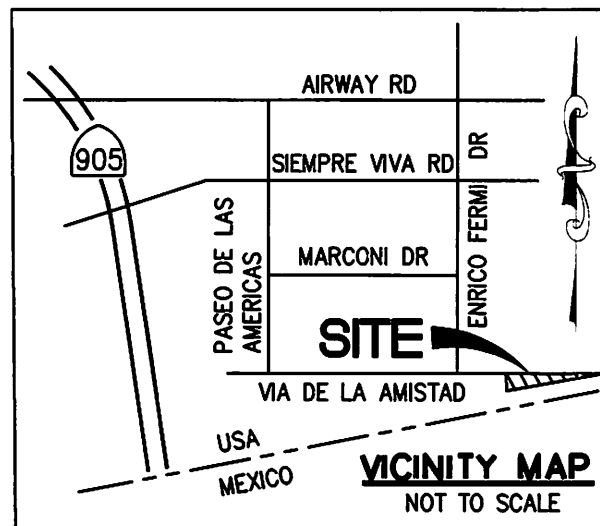 AIRWAY RD
905
SIEMPRE VIVA RD
ENRICO FERMI DR
PASEO DE LAS
AMERICAS
MARCONI DR
SITE
VIA DE LA AMISTAD
USA
MEXICO
VICINITY MAP
NOT TO SCALE